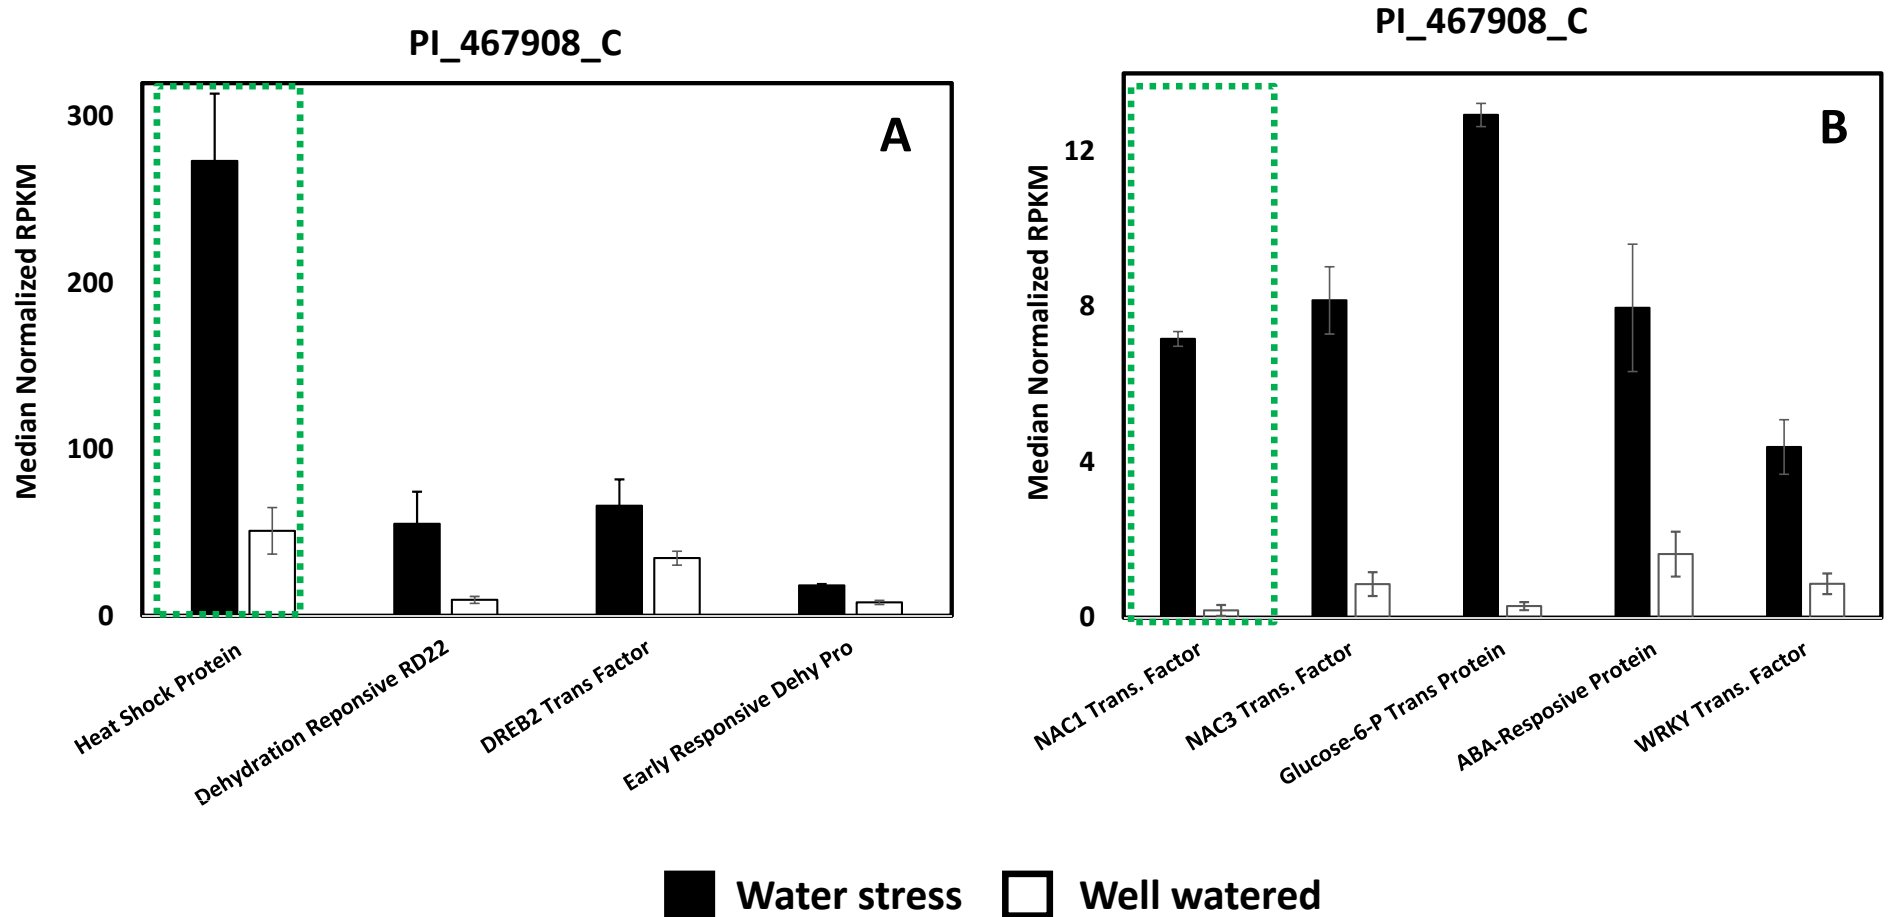 PI_467908_C
A
Median Normalized RPKM
300
200
100
0
Heat Shock Protein
Dehydration Reponsive RD22
DREB2 Trans Factor
Early Responsive Dehy Pro
PI_467908_C
B
Median Normalized RPKM
12
8
4
0
NAC1 Trans. Factor
NAC3 Trans. Factor
Glucose-6-P Trans Protein
ABA-Resposive Protein
WRKY Trans. Factor
Water stress
Well watered